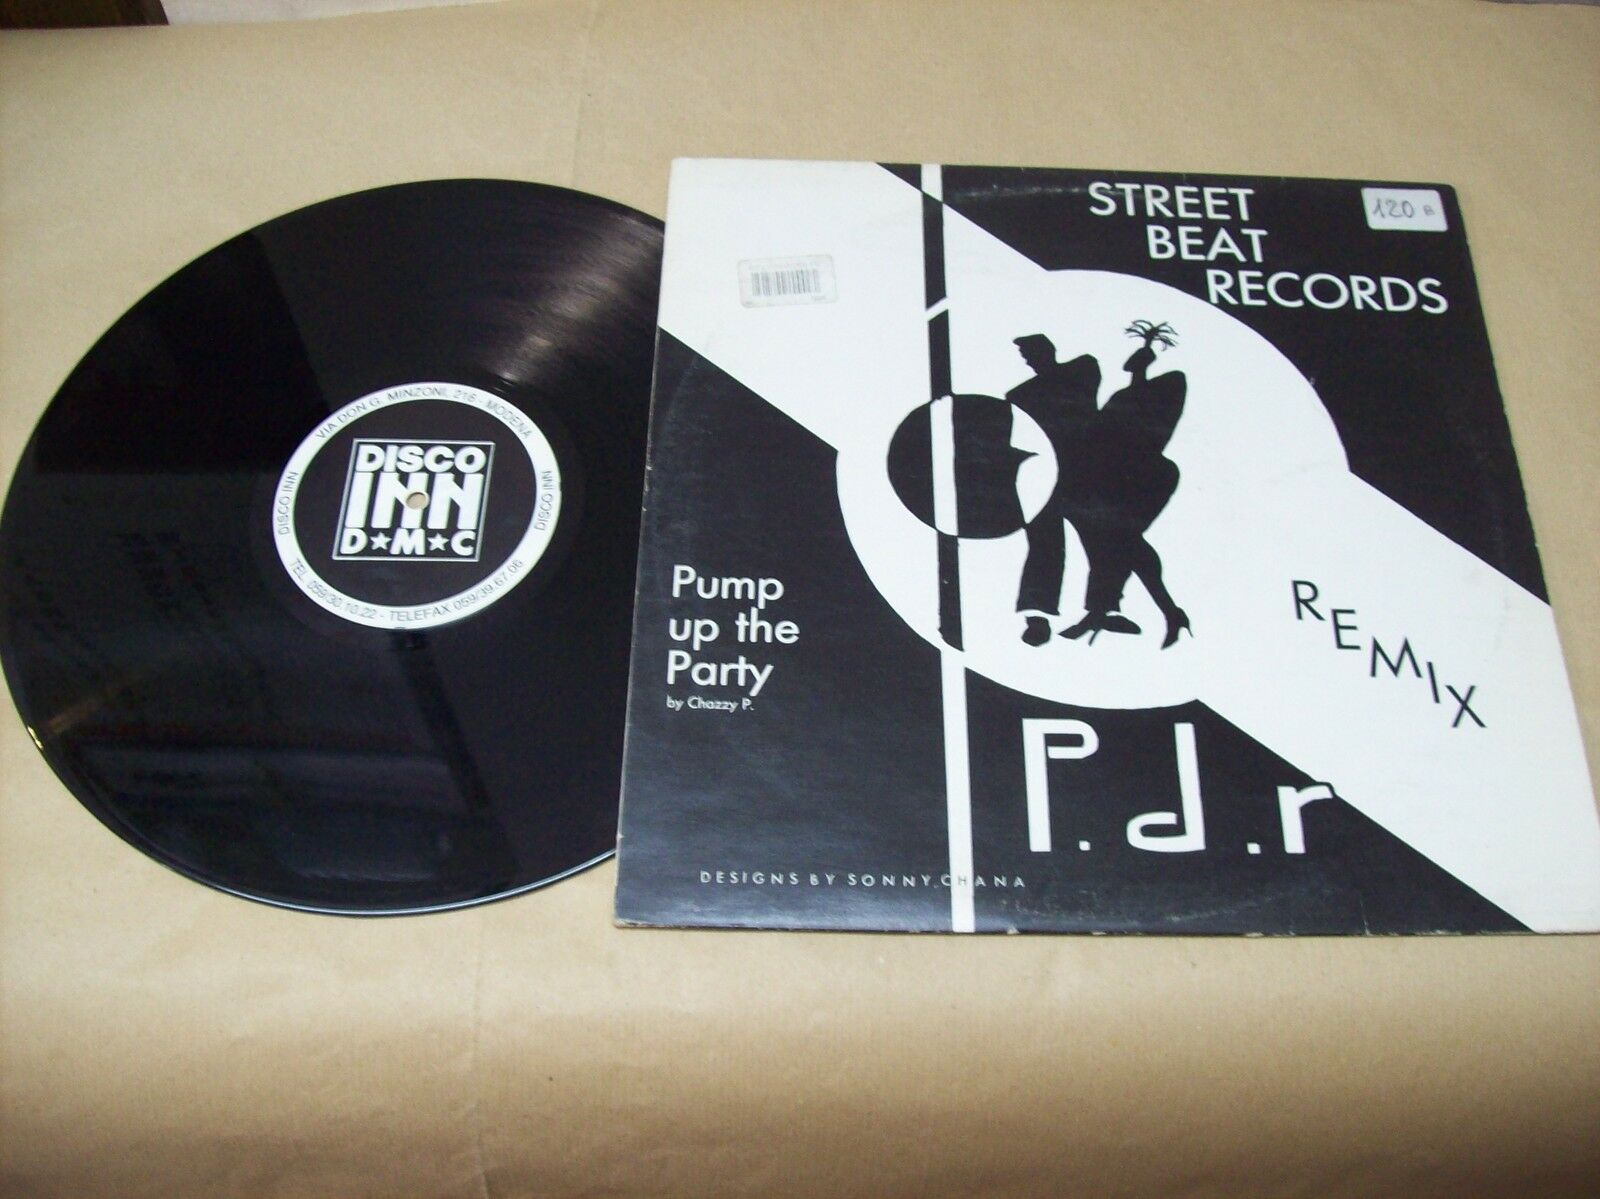 VIA DON G. MINZONI, 216 - MODENA
DISCO INN
DISCO
INN
D★M★C
DISCO INN
TEL. 059/30.10.22 - TELEFAX 059/39.67.06
STREET
BEAT
RECORDS
120 B
Pump
up the
Party
by Chazzy P.
REMIX
P.d.r
DESIGNS BY SONNY.CHANA